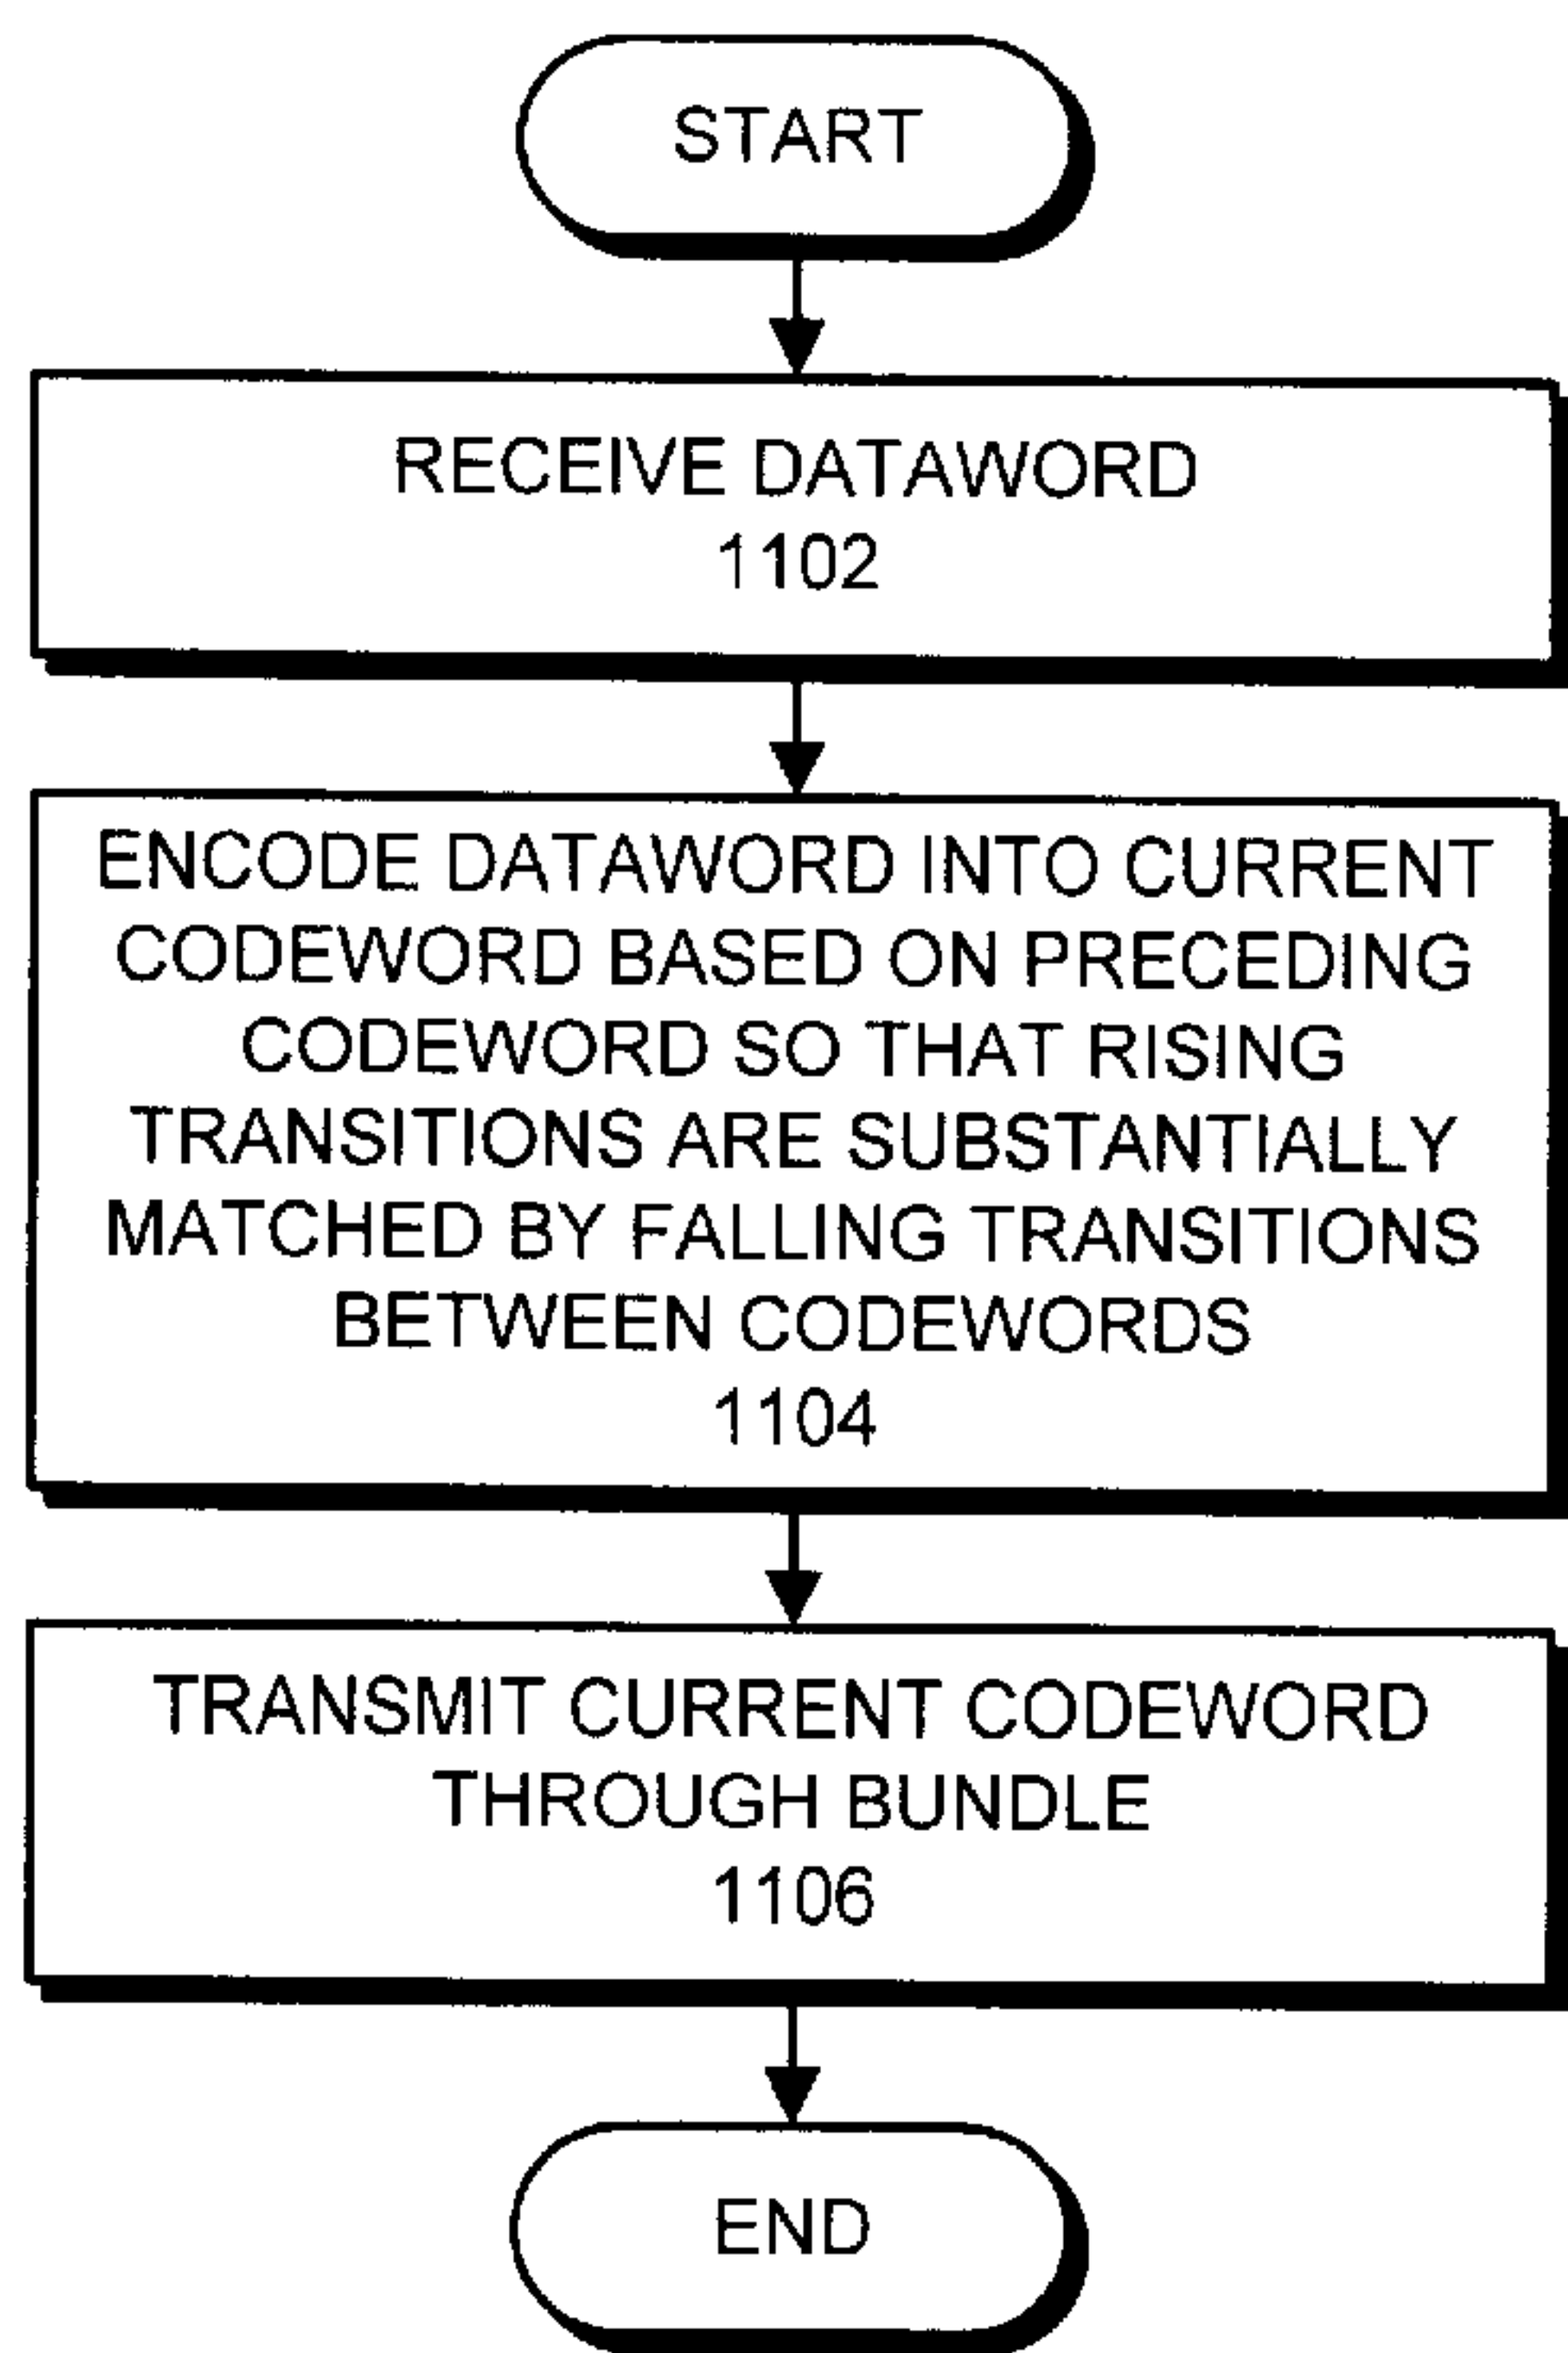 START
RECEIVE DATAWORD
1102
ENCODE DATAWORD INTO CURRENT
CODEWORD BASED ON PRECEDING
CODEWORD SO THAT RISING
TRANSITIONS ARE SUBSTANTIALLY
MATCHED BY FALLING TRANSITIONS
BETWEEN CODEWORDS
1104
TRANSMIT CURRENT CODEWORD
THROUGH BUNDLE
1106
END